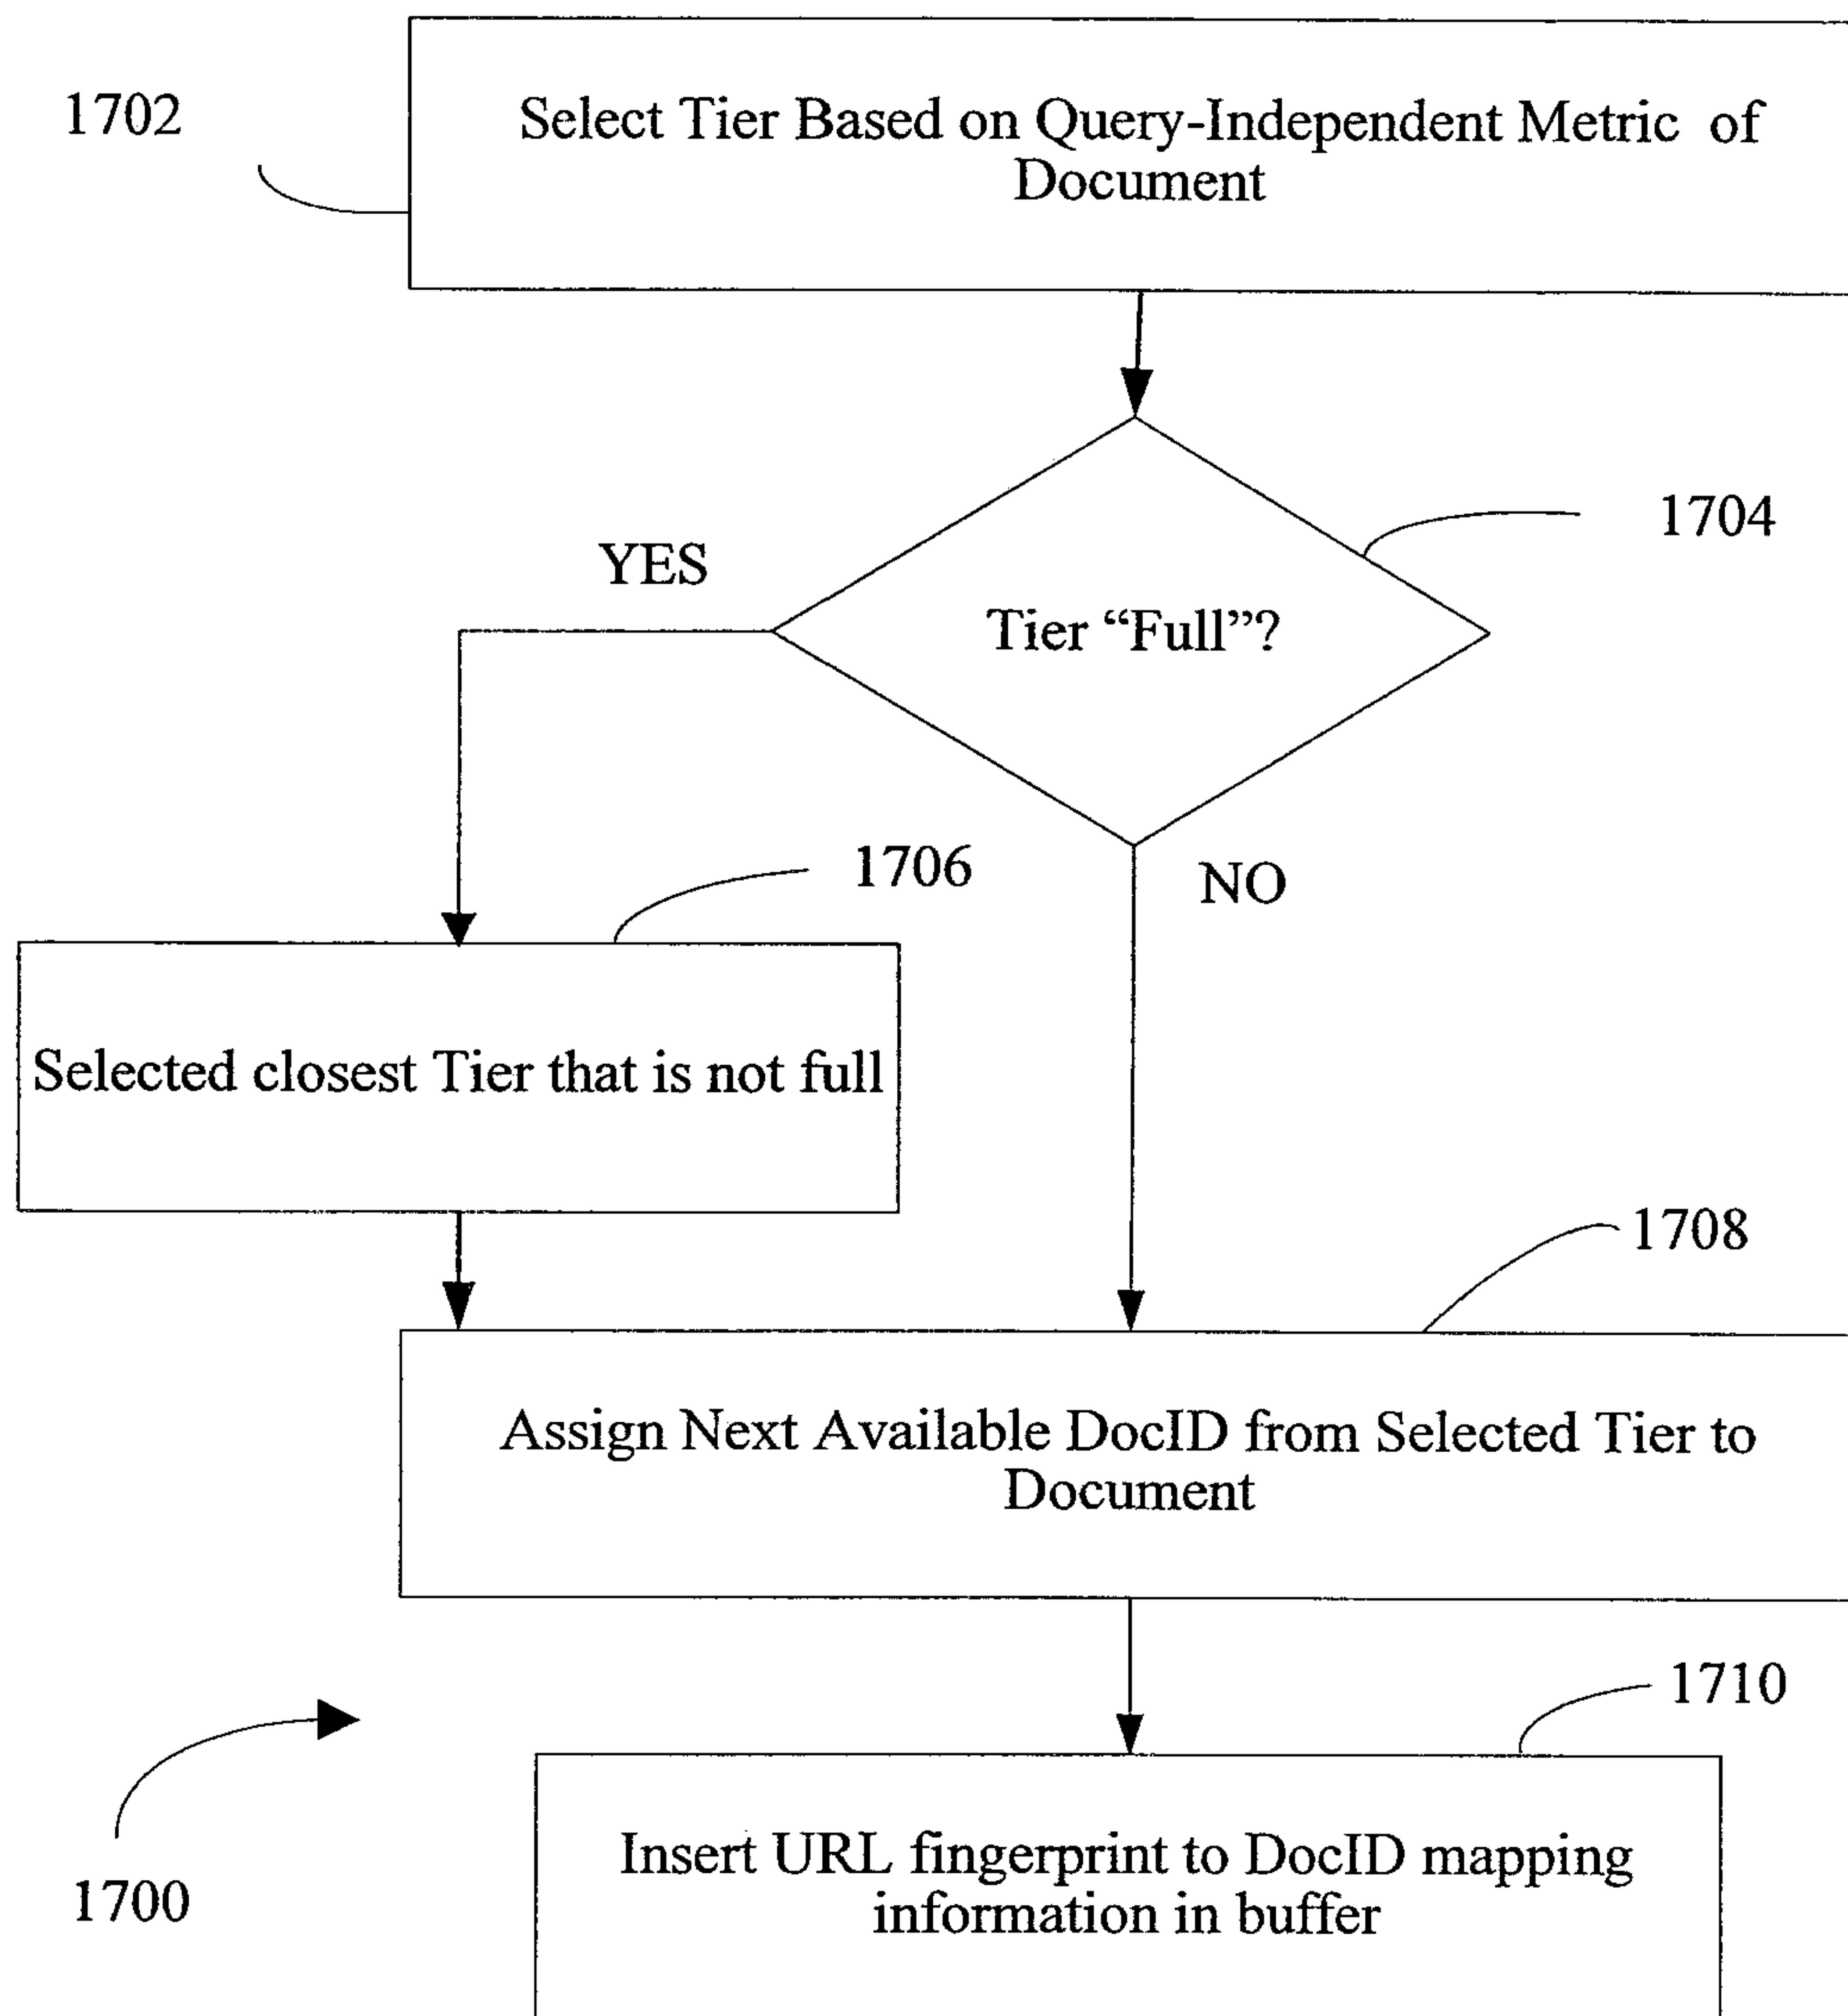 1702
Select Tier Based on Query-Independent Metric of
Document
1704
YES
Tier “Full”?
1706
NO
Selected closest Tier that is not full
1708
Assign Next Available DocID from Selected Tier to
Document
1710
Insert URL fingerprint to DocID mapping
information in buffer
1700